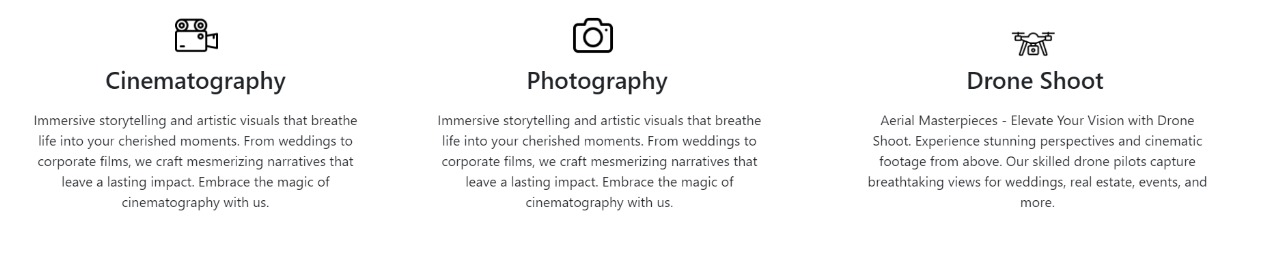 Cinematography
Immersive storytelling and artistic visuals that breathe
life into your cherished moments. From weddings to
corporate films, we craft mesmerizing narratives that
leave a lasting impact. Embrace the magic of
cinematography with us.
Photography
Immersive storytelling and artistic visuals that breathe
life into your cherished moments. From weddings to
corporate films, we craft mesmerizing narratives that
leave a lasting impact. Embrace the magic of
cinematography with us.
Drone Shoot
Aerial Masterpieces - Elevate Your Vision with Drone
Shoot. Experience stunning perspectives and cinematic
footage from above. Our skilled drone pilots capture
breathtaking views for weddings, real estate, events, and
more.